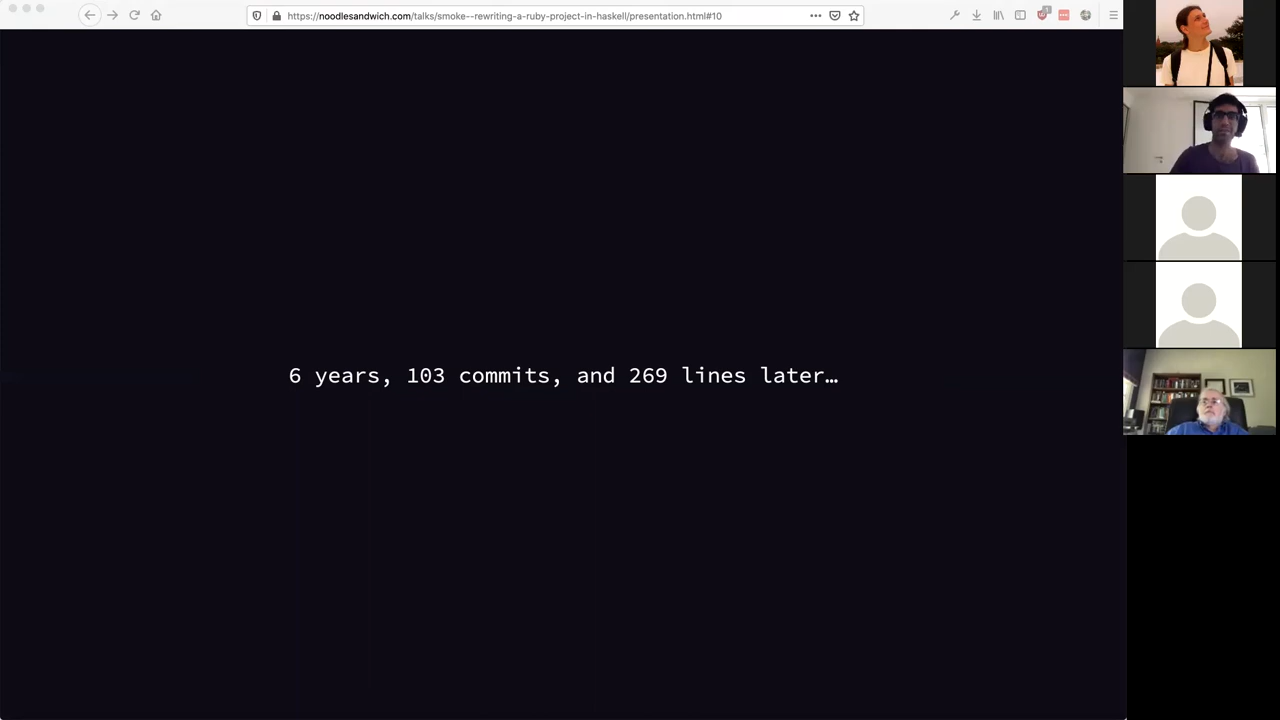 https://noodlesandwich.com/talks/smoke--rewriting-a-ruby-project-in-haskell/presentation.html#10
6 years, 103 commits, and 269 lines later…